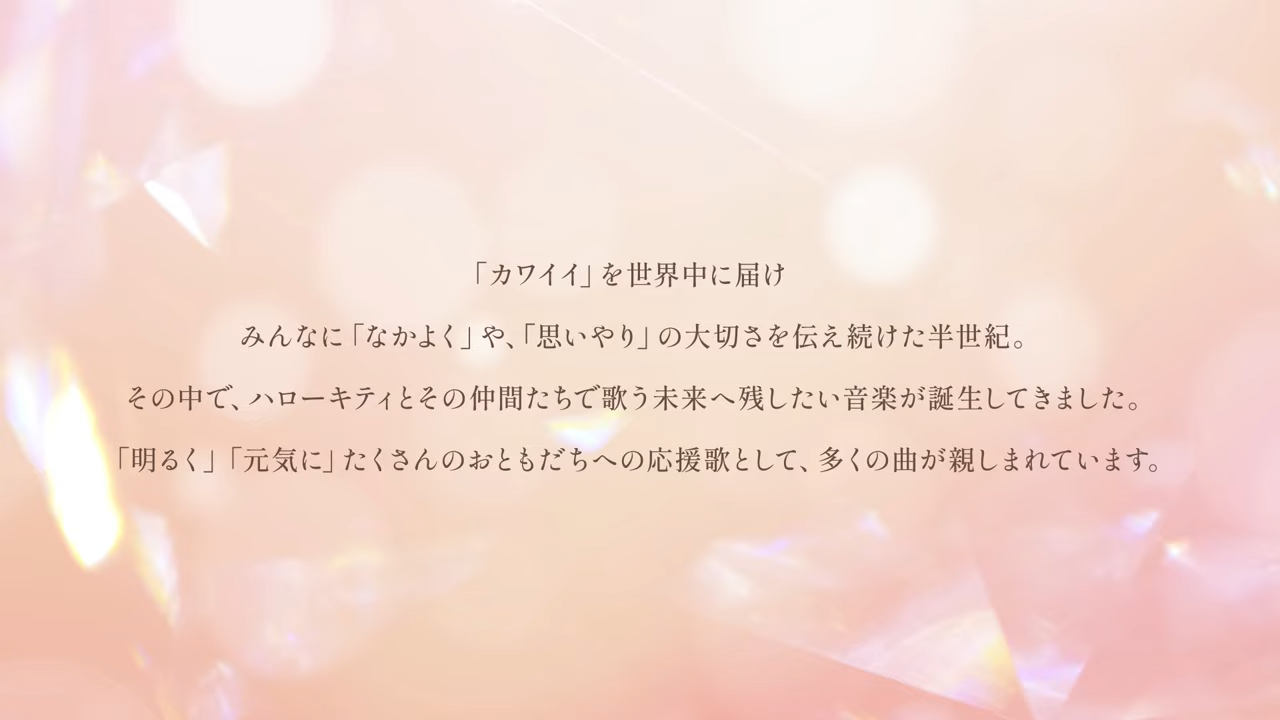 「カワイイ」を世界中に届け
みんなに「なかよく」や、「思いやり」の大切さを伝え続けた半世紀。
その中で、ハローキティとその仲間たちで歌う未来へ残したい音楽が誕生してきました。
「明るく」「元気に」たくさんのおともだちへの応援歌として、多くの曲が親しまれています。